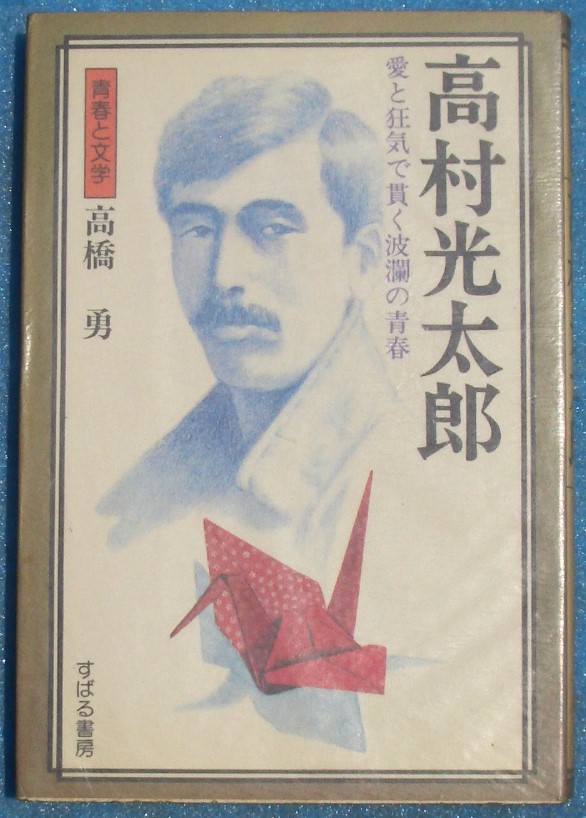 高村光太郎
愛と狂気で貫く波瀾の青春
青春と文学
高橋 勇
すばる書房